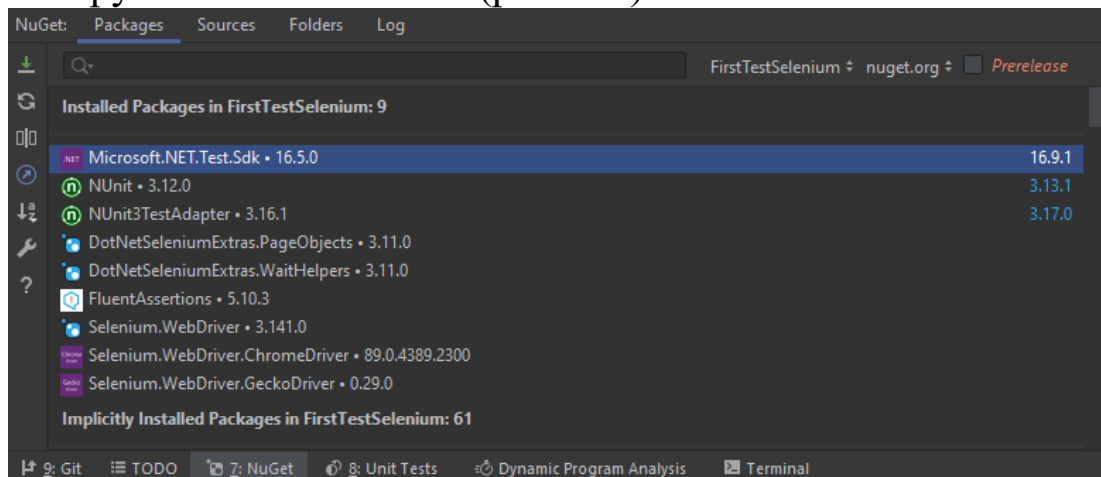 NuGet: Packages Sources Folders Log
FirstTestSelenium nuget.org Prerelease
Installed Packages in FirstTestSelenium: 9
.NET Microsoft.NET.Test.Sdk • 16.5.0 16.9.1
n NUnit • 3.12.0 3.13.1
n NUnit3TestAdapter • 3.16.1 3.17.0
DotNetSeleniumExtras.PageObjects • 3.11.0
DotNetSeleniumExtras.WaitHelpers • 3.11.0
FluentAssertions • 5.10.3
Selenium.WebDriver • 3.141.0
Selenium.WebDriver.ChromeDriver • 89.0.4389.2300
Selenium.WebDriver.GeckoDriver • 0.29.0
Implicitly Installed Packages in FirstTestSelenium: 61
9: Git TODO 7: NuGet 8: Unit Tests Dynamic Program Analysis Terminal